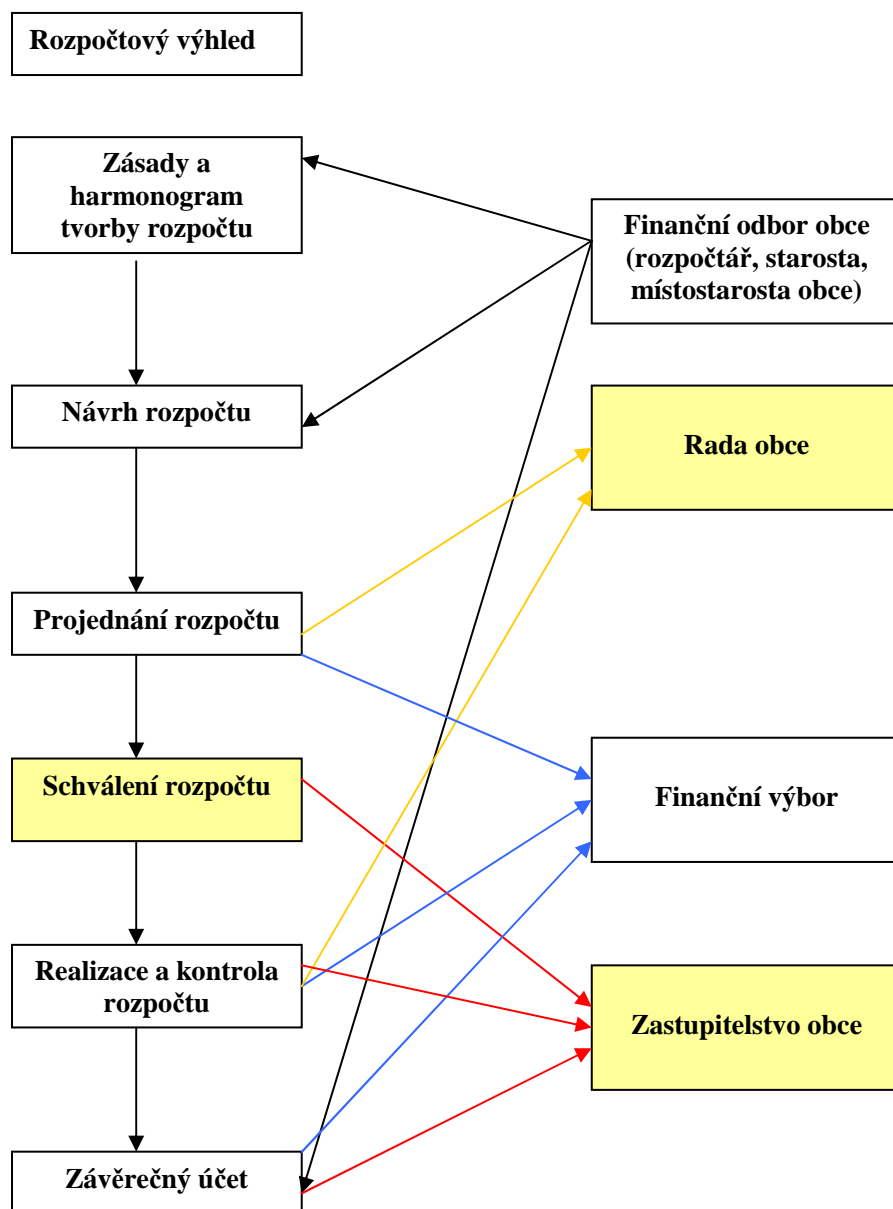 Rozpočtový výhled
Zásady a
harmonogram
tvorby rozpočtu
Finanční odbor obce
(rozpočtář, starosta,
místostarosta obce)
Návrh rozpočtu
Rada obce
Projednání rozpočtu
Schválení rozpočtu
Finanční výbor
Realizace a kontrola
rozpočtu
Zastupitelstvo obce
Závěrečný účet